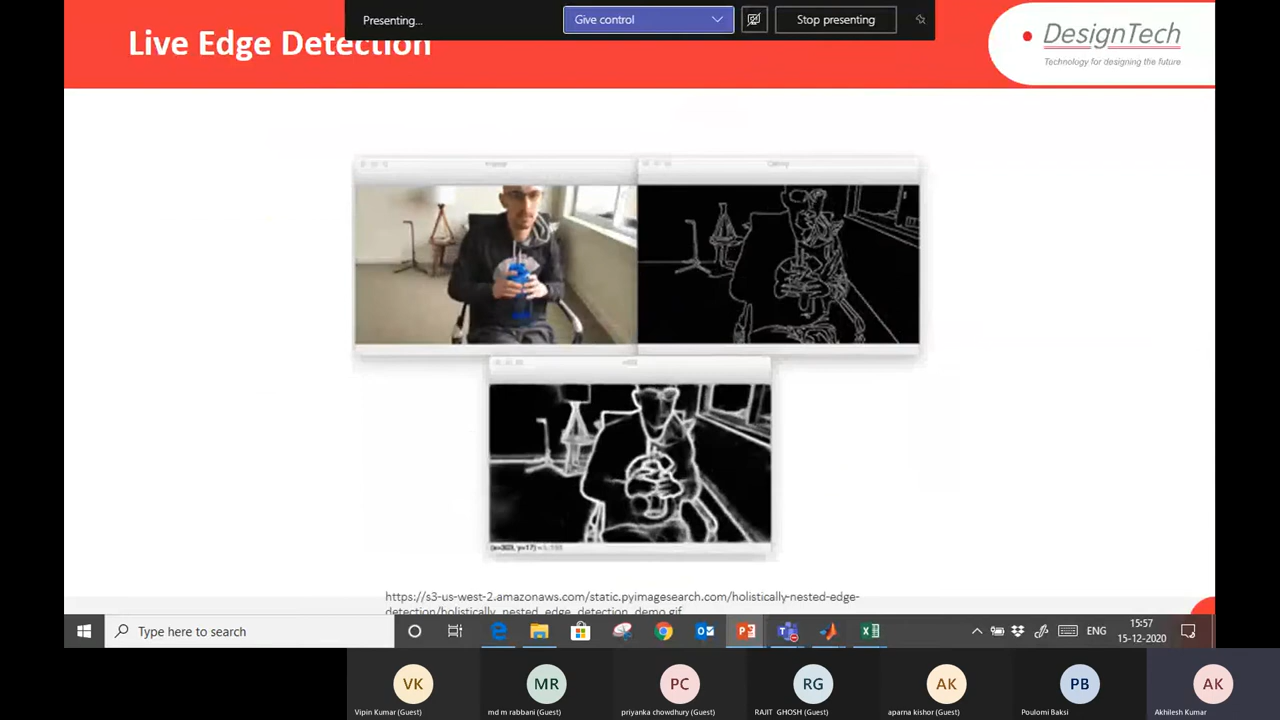 Presenting...
Give control
Stop presenting
Live Edge Detection
DesignTech
Technology for designing the future
https://s3-us-west-2.amazonaws.com/static.pyimagesearch.com/holistically-nested-edge-
detection/holistically_nested_edge_detection_demo.gif
Type here to search
ENG
15:57
15-12-2020
VK
MR
PC
RG
AK
PB
AK
Vipin Kumar (Guest)
md m rabbani (Guest)
priyanka chowdhury (Guest)
RAJIT GHOSH (Guest)
aparna kishor (Guest)
Poulomi Baksi
Akhilesh Kumar